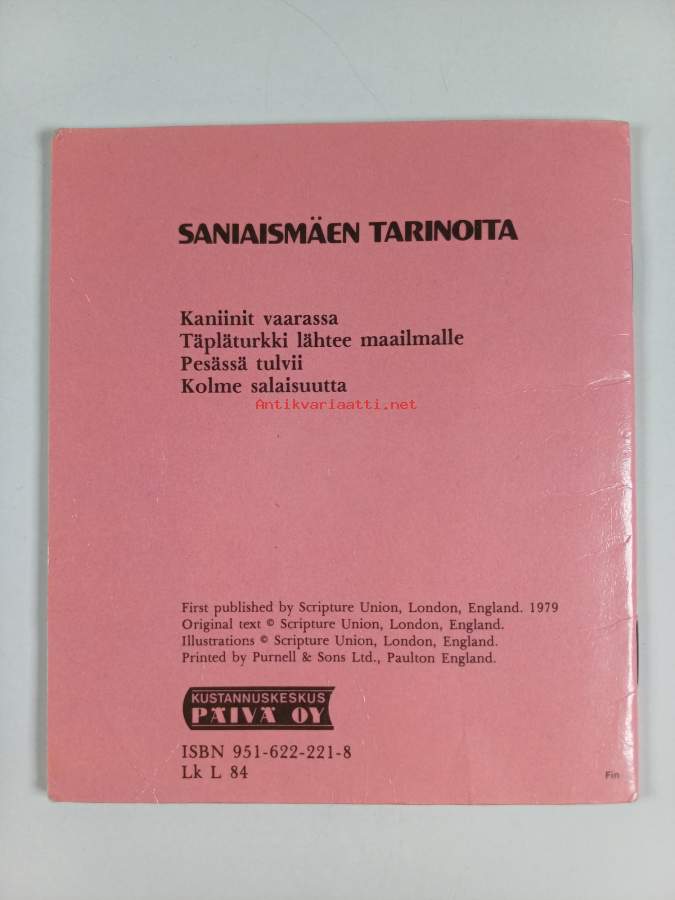 SANIAISMÄEN TARINOITA
Kaniinit vaarassa
Täpläturkki lähtee maailmalle
Pesässä tulvii
Kolme salaisuutta
Antikvariaatti.net
First published by Scripture Union, London, England. 1979
Original text © Scripture Union, London, England.
Illustrations © Scripture Union, London, England.
Printed by Purnell & Sons Ltd., Paulton England.
KUSTANNUSKESKUS
PÄIVÄ OY
ISBN 951-622-221-8
Lk L 84
Fin